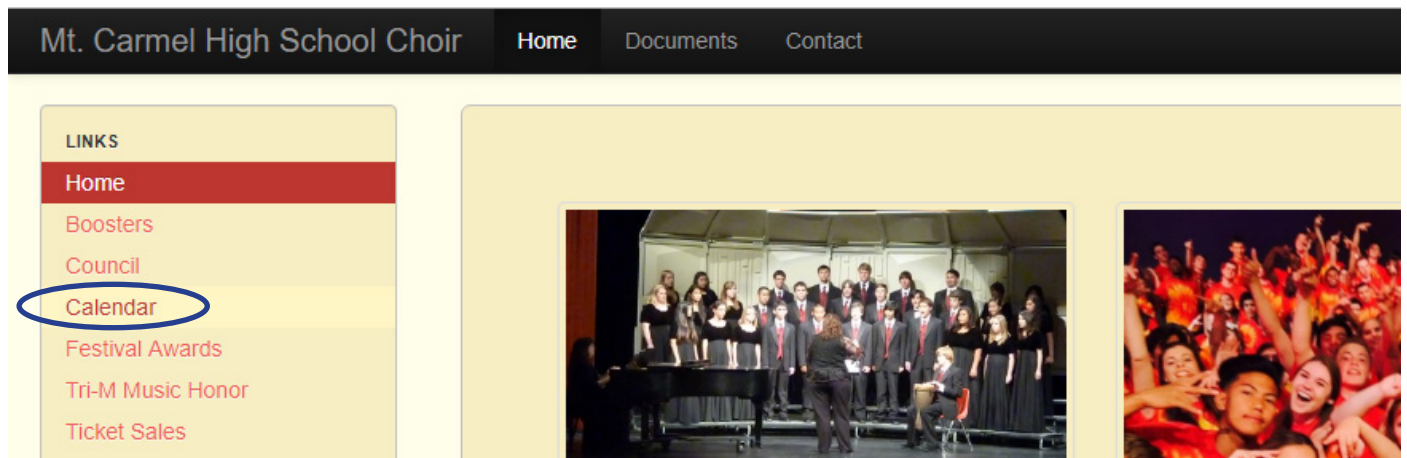 Mt. Carmel High School Choir Home Documents Contact
LINKS
Home
Boosters
Council
Calendar
Festival Awards
Tri-M Music Honor
Ticket Sales